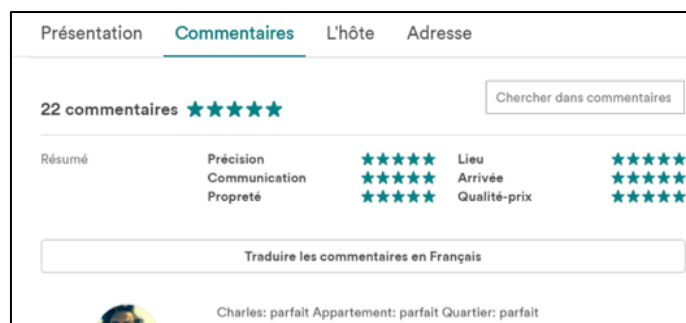 Présentation Commentaires L'hôte Adresse
Chercher dans commentaires
22 commentaires
Résumé Précision Lieu
Communication Arrivée
Propreté Qualité-prix
Traduire les commentaires en Français
Charles: parfait Appartement: parfait Quartier: parfait